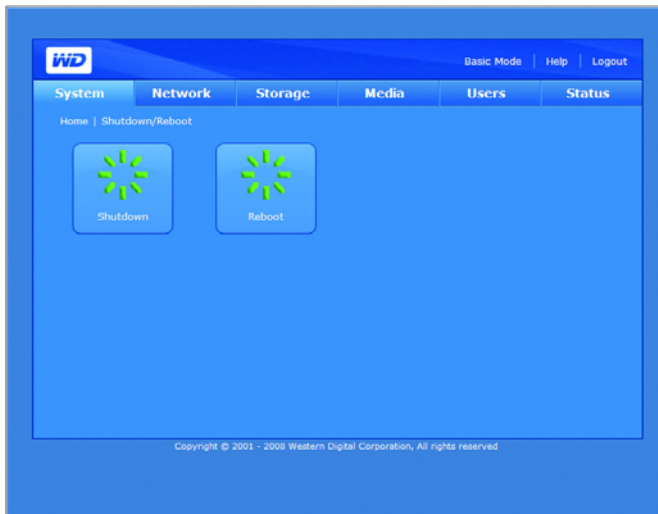 WD
Basic Mode | Help | Logout
System Network Storage Media Users Status
Home | Shutdown/Reboot
Shutdown Reboot
Copyright © 2001 - 2008 Western Digital Corporation, All rights reserved